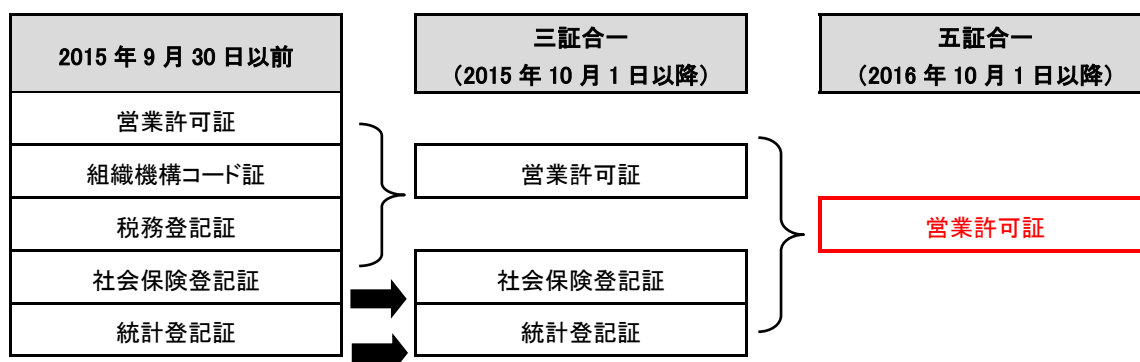 2015 年 9 月 30 日以前
営業許可証
組織機構コード証
税務登記証
社会保険登記証
統計登記証
三証合一
（2015 年 10 月 1 日以降）
営業許可証
社会保険登記証
統計登記証
五証合一
（2016 年 10 月 1 日以降）
営業許可証